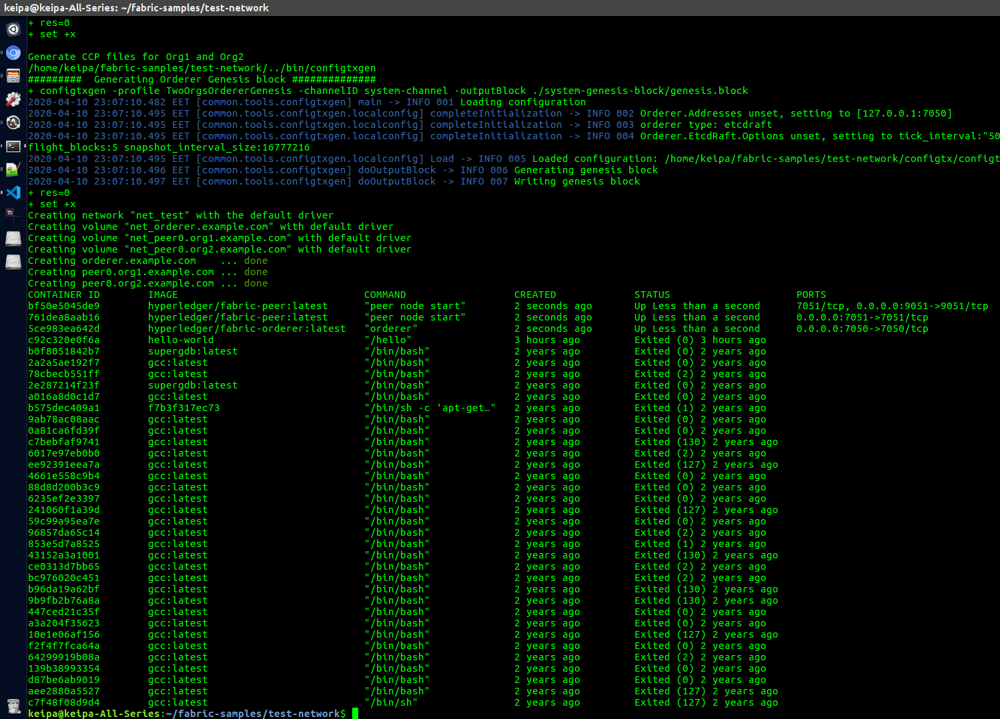 keipa@keipa-All-Series: ~/fabric-samples/test-network
+ res=0
+ set +x
Generate CCP files for Org1 and Org2
/home/keipa/fabric-samples/test-network/../bin/configtxgen
#########  Generating Orderer Genesis block ##############
+ configtxgen -profile TwoOrgsOrdererGenesis -channelID system-channel -outputBlock ./system-genesis-block/genesis.block
2020-04-10 23:07:10.482 EET [common.tools.configtxgen] main -> INFO 001 Loading configuration
2020-04-10 23:07:10.495 EET [common.tools.configtxgen.localconfig] completeInitialization -> INFO 002 Orderer.Addresses unset, setting to [127.0.0.1:7050]
2020-04-10 23:07:10.495 EET [common.tools.configtxgen.localconfig] completeInitialization -> INFO 003 orderer type: etcdraft
2020-04-10 23:07:10.495 EET [common.tools.configtxgen.localconfig] completeInitialization -> INFO 004 Orderer.EtcdRaft.Options unset, setting to tick_interval:"50
flight_blocks:5 snapshot_interval_size:16777216
2020-04-10 23:07:10.495 EET [common.tools.configtxgen.localconfig] Load -> INFO 005 Loaded configuration: /home/keipa/fabric-samples/test-network/configtx/configt
2020-04-10 23:07:10.496 EET [common.tools.configtxgen] doOutputBlock -> INFO 006 Generating genesis block
2020-04-10 23:07:10.497 EET [common.tools.configtxgen] doOutputBlock -> INFO 007 Writing genesis block
+ res=0
+ set +x
Creating network "net_test" with the default driver
Creating volume "net_orderer.example.com" with default driver
Creating volume "net_peer0.org1.example.com" with default driver
Creating volume "net_peer0.org2.example.com" with default driver
Creating orderer.example.com    ... done
Creating peer0.org1.example.com ... done
Creating peer0.org2.example.com ... done
CONTAINER ID IMAGE COMMAND CREATED STATUS PORTS
bf50e5045de9 hyperledger/fabric-peer:latest "peer node start" 2 seconds ago Up Less than a second 7051/tcp, 0.0.0.0:9051->9051/tcp
761dea8aab16 hyperledger/fabric-peer:latest "peer node start" 2 seconds ago Up Less than a second 0.0.0.0:7051->7051/tcp
5ce983ea642d hyperledger/fabric-orderer:latest "orderer" 2 seconds ago Up Less than a second 0.0.0.0:7050->7050/tcp
c92c320e0f6a hello-world "/hello" 3 hours ago Exited (0) 3 hours ago
b0f8051842b7 supergdb:latest "/bin/bash" 2 years ago Exited (0) 2 years ago
2a2a5ae192f7 gcc:latest "/bin/bash" 2 years ago Exited (0) 2 years ago
78cbecb551ff gcc:latest "/bin/bash" 2 years ago Exited (2) 2 years ago
2e287214f23f supergdb:latest "/bin/bash" 2 years ago Exited (0) 2 years ago
a016a8d0c1d7 gcc:latest "/bin/bash" 2 years ago Exited (0) 2 years ago
b575dec409a1 f7b3f317ec73 "/bin/sh -c 'apt-get…" 2 years ago Exited (1) 2 years ago
9ab78ac08aac gcc:latest "/bin/bash" 2 years ago Exited (0) 2 years ago
0a81ca6fd39f gcc:latest "/bin/bash" 2 years ago Exited (0) 2 years ago
c7bebfaf9741 gcc:latest "/bin/bash" 2 years ago Exited (130) 2 years ago
6017e97eb0b0 gcc:latest "/bin/bash" 2 years ago Exited (2) 2 years ago
ee92391eea7a gcc:latest "/bin/bash" 2 years ago Exited (127) 2 years ago
4661e558c9b4 gcc:latest "/bin/bash" 2 years ago Exited (0) 2 years ago
88d8d200b3c9 gcc:latest "/bin/bash" 2 years ago Exited (0) 2 years ago
6235ef2e3397 gcc:latest "/bin/bash" 2 years ago Exited (0) 2 years ago
241060f1a39d gcc:latest "/bin/bash" 2 years ago Exited (127) 2 years ago
59c99a95ea7e gcc:latest "/bin/bash" 2 years ago Exited (0) 2 years ago
96857da65c14 gcc:latest "/bin/bash" 2 years ago Exited (2) 2 years ago
853e5d7a8525 gcc:latest "/bin/bash" 2 years ago Exited (1) 2 years ago
43152a3a1001 gcc:latest "/bin/bash" 2 years ago Exited (130) 2 years ago
ce0313d7bb65 gcc:latest "/bin/bash" 2 years ago Exited (2) 2 years ago
bc976020c451 gcc:latest "/bin/bash" 2 years ago Exited (2) 2 years ago
b96da19a62bf gcc:latest "/bin/bash" 2 years ago Exited (130) 2 years ago
9b9fb2b76a8a gcc:latest "/bin/bash" 2 years ago Exited (130) 2 years ago
447ced21c35f gcc:latest "/bin/bash" 2 years ago Exited (0) 2 years ago
a3a204f35623 gcc:latest "/bin/bash" 2 years ago Exited (0) 2 years ago
10e1e06af156 gcc:latest "/bin/bash" 2 years ago Exited (127) 2 years ago
f2f4f7fca64a gcc:latest "/bin/bash" 2 years ago Exited (0) 2 years ago
64299919b08a gcc:latest "/bin/bash" 2 years ago Exited (2) 2 years ago
139b38993354 gcc:latest "/bin/bash" 2 years ago Exited (0) 2 years ago
d87be6ab9019 gcc:latest "/bin/bash" 2 years ago Exited (0) 2 years ago
aee2880a5527 gcc:latest "/bin/bash" 2 years ago Exited (127) 2 years ago
c7f48f08d9d4 gcc:latest "/bin/sh" 2 years ago Exited (127) 2 years ago
keipa@keipa-All-Series:~/fabric-samples/test-network$